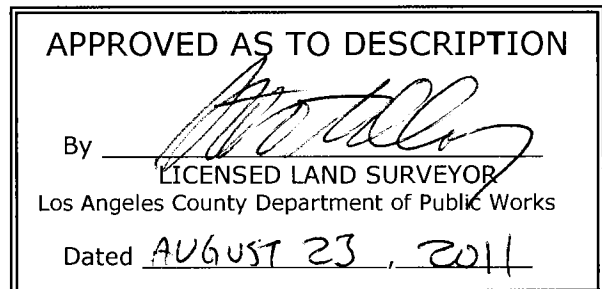 APPROVED AS TO DESCRIPTION
By
LICENSED LAND SURVEYOR
Los Angeles County Department of Public Works
Dated AUGUST 23, 2011